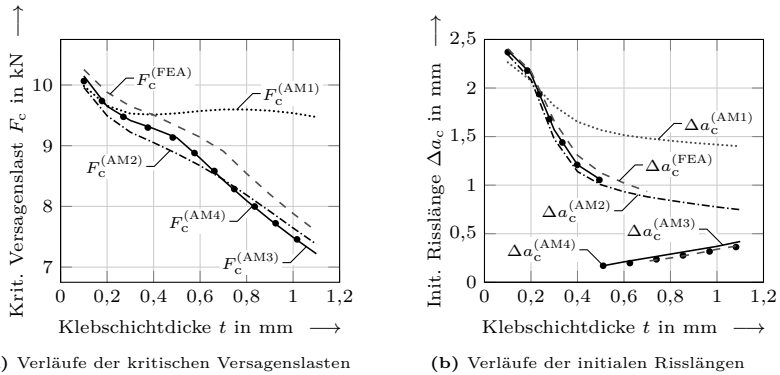 Krit. Versagenslast F_c in kN ⟶
10
9
8
7
0
0,2
0,4
0,6
0,8
1
1,2
Klebschichtdicke t in mm ⟶
F_c^(FEA)
F_c^(AM1)
F_c^(AM2)
F_c^(AM4)
F_c^(AM3)
) Verläufe der kritischen Versagenslasten
Init. Risslänge Δa_c in mm ⟶
2,5
2
1,5
1
0,5
0
0
0,2
0,4
0,6
0,8
1
1,2
Klebschichtdicke t in mm ⟶
Δa_c^(AM1)
Δa_c^(FEA)
Δa_c^(AM2)
Δa_c^(AM3)
Δa_c^(AM4)
(b) Verläufe der initialen Risslängen